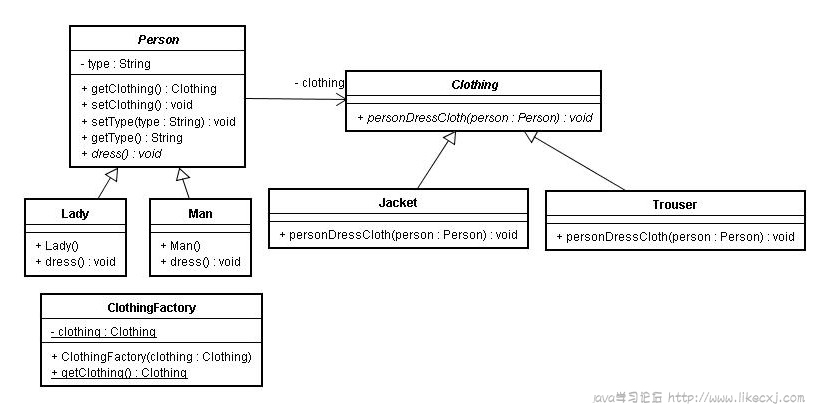 Person
- type : String
+ getClothing() : Clothing
+ setClothing() : void
+ setType(type : String) : void
+ getType() : String
+ dress() : void
- clothing
Clothing
+ personDressCloth(person : Person) : void
Lady
+ Lady()
+ dress() : void
Man
+ Man()
+ dress() : void
Jacket
+ personDressCloth(person : Person) : void
Trouser
+ personDressCloth(person : Person) : void
ClothingFactory
- clothing : Clothing
+ ClothingFactory(clothing : Clothing)
+ getClothing() : Clothing
java学习论坛 http://www.likecxj.com